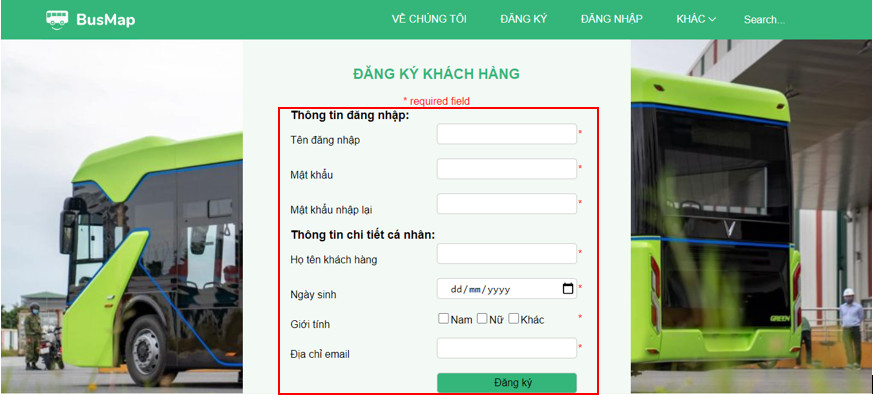 BusMap
VỀ CHÚNG TÔI ĐĂNG KÝ ĐĂNG NHẬP KHÁC Search...
ĐĂNG KÝ KHÁCH HÀNG
* required field
Thông tin đăng nhập:
Tên đăng nhập *
Mật khẩu *
Mật khẩu nhập lại *
Thông tin chi tiết cá nhân:
Họ tên khách hàng *
Ngày sinh dd/mm/yyyy *
Giới tính Nam Nữ Khác *
Địa chỉ email *
Đăng ký
GREEN